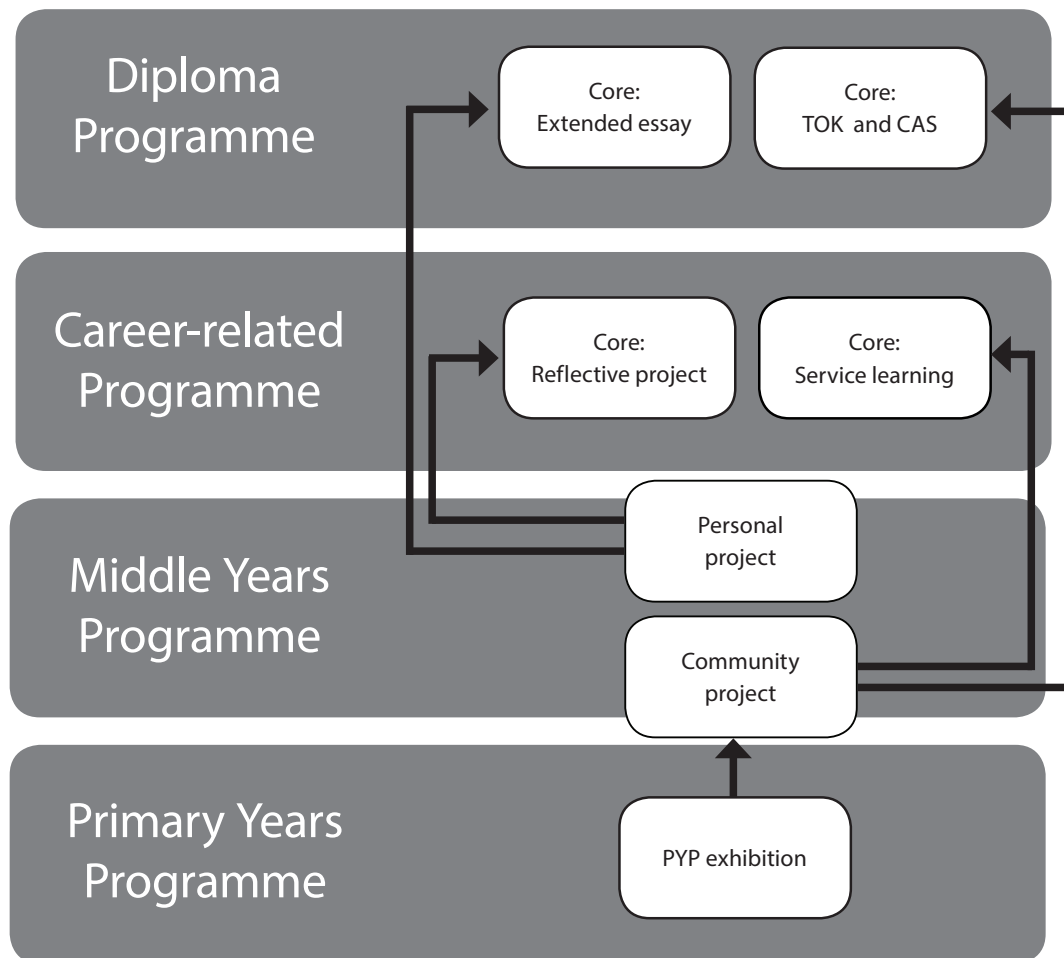 Diploma
Programme
Core:
Extended essay
Core:
TOK and CAS
Career-related
Programme
Core:
Reflective project
Core:
Service learning
Middle Years
Programme
Personal
project
Community
project
Primary Years
Programme
PYP exhibition